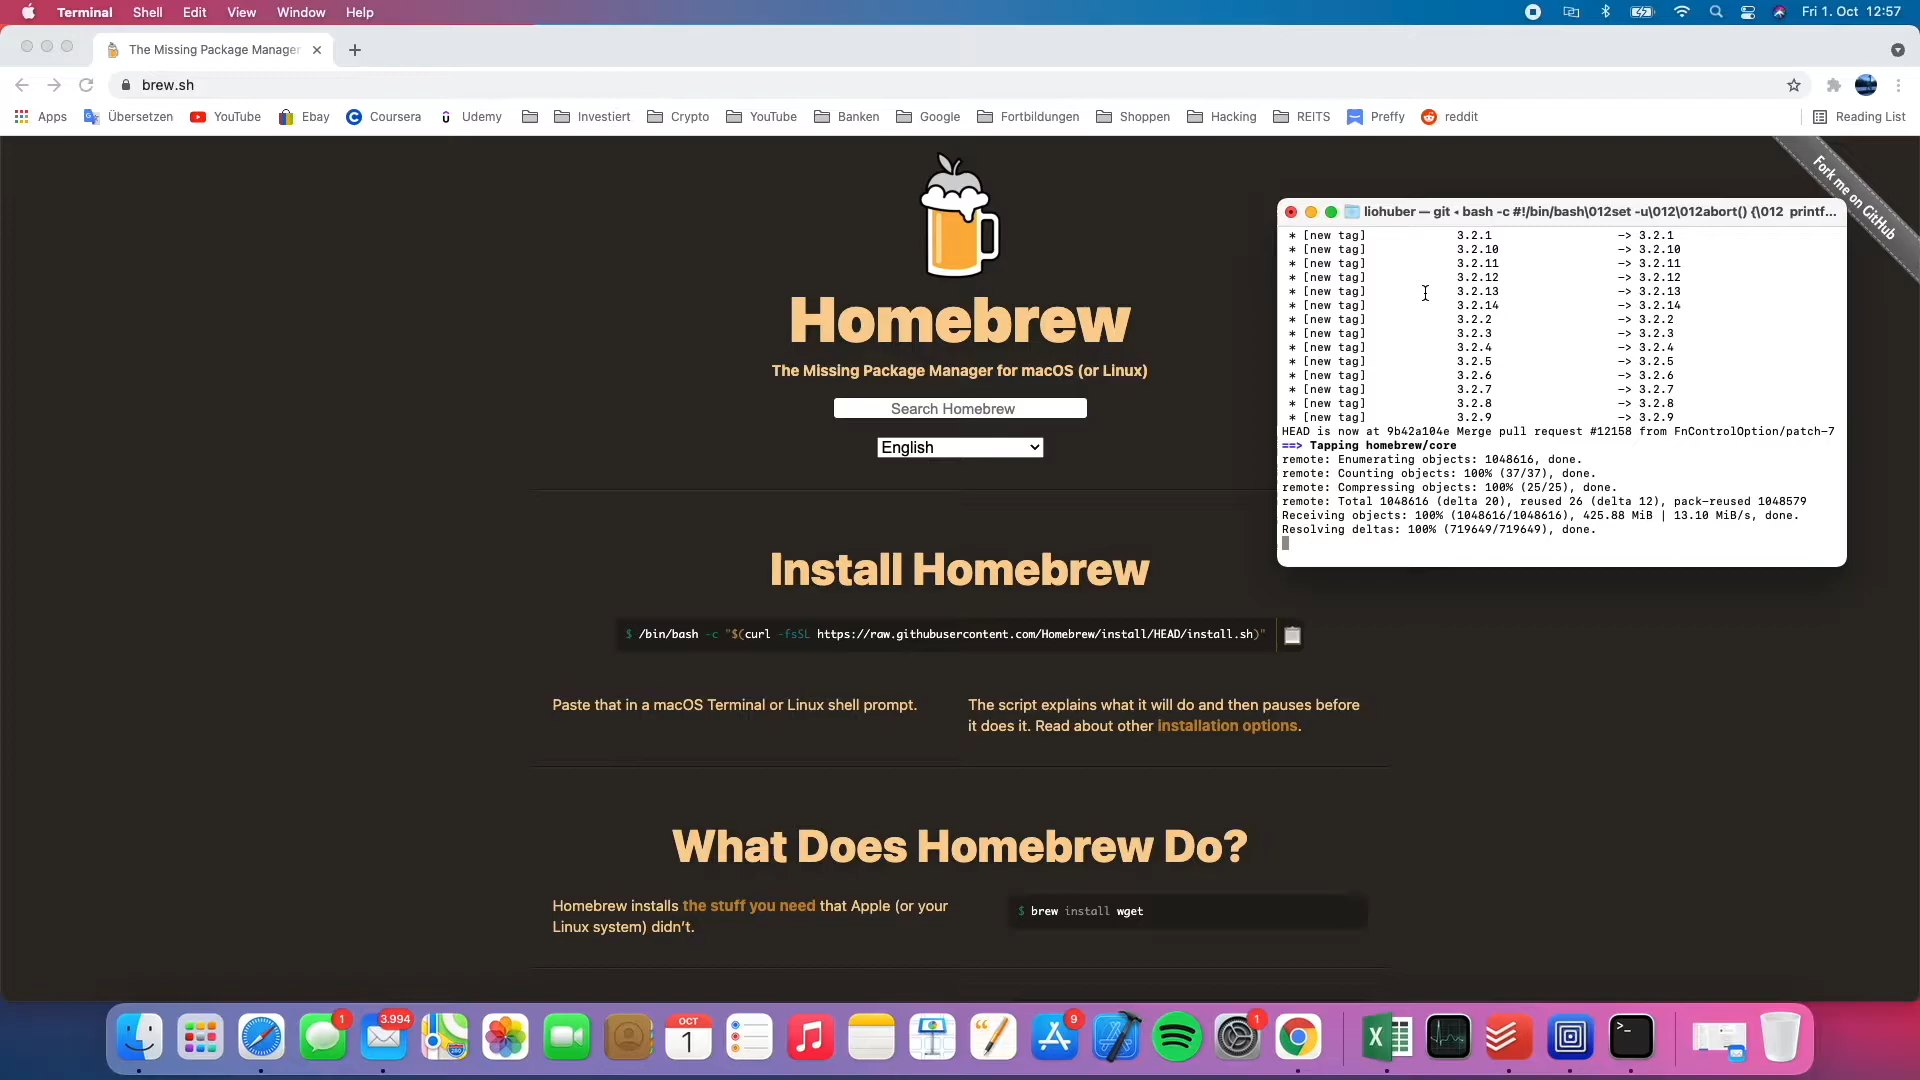 Terminal Shell Edit View Window Help Fri 1. Oct 12:57
The Missing Package Manager
brew.sh
Apps Übersetzen YouTube Ebay Coursera Udemy Investiert Crypto YouTube Banken Google Fortbildungen Shoppen Hacking REITS Preffy reddit Reading List
Fork me on GitHub
Homebrew
The Missing Package Manager for macOS (or Linux)
Search Homebrew
English
Install Homebrew
$ /bin/bash -c "$(curl -fsSL https://raw.githubusercontent.com/Homebrew/install/HEAD/install.sh)"
Paste that in a macOS Terminal or Linux shell prompt.
The script explains what it will do and then pauses before
it does it. Read about other installation options.
What Does Homebrew Do?
Homebrew installs the stuff you need that Apple (or your
Linux system) didn't.
$ brew install wget
liohuber — git ◂ bash -c #!/bin/bash\012set -u\012\012abort() {\012 printf...
* [new tag] 3.2.1 -> 3.2.1
* [new tag] 3.2.10 -> 3.2.10
* [new tag] 3.2.11 -> 3.2.11
* [new tag] 3.2.12 -> 3.2.12
* [new tag] 3.2.13 -> 3.2.13
* [new tag] 3.2.14 -> 3.2.14
* [new tag] 3.2.2 -> 3.2.2
* [new tag] 3.2.3 -> 3.2.3
* [new tag] 3.2.4 -> 3.2.4
* [new tag] 3.2.5 -> 3.2.5
* [new tag] 3.2.6 -> 3.2.6
* [new tag] 3.2.7 -> 3.2.7
* [new tag] 3.2.8 -> 3.2.8
* [new tag] 3.2.9 -> 3.2.9
HEAD is now at 9b42a104e Merge pull request #12158 from FnControlOption/patch-7
==> Tapping homebrew/core
remote: Enumerating objects: 1048616, done.
remote: Counting objects: 100% (37/37), done.
remote: Compressing objects: 100% (25/25), done.
remote: Total 1048616 (delta 20), reused 26 (delta 12), pack-reused 1048579
Receiving objects: 100% (1048616/1048616), 425.88 MiB | 13.10 MiB/s, done.
Resolving deltas: 100% (719649/719649), done.
1 3.994 OCT 1 9 1